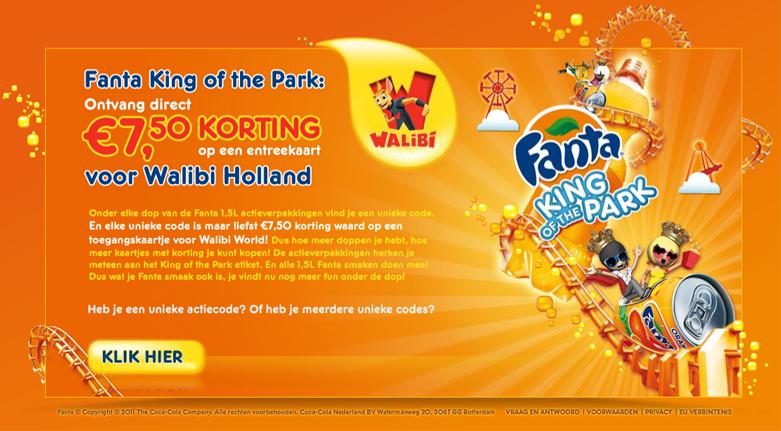 Fanta King of the Park:
Ontvang direct
€7,50 KORTING
op een entreekaart
voor Walibi Holland
WALiBi
Fanta
KING
OF THE PARK
Onder elke dop van de Fanta 1,5L actieverpakkingen vind je een unieke code.
En elke unieke code is maar liefst €7,50 korting waard op een
toegangskaartje voor Walibi World! Dus hoe meer doppen je hebt, hoe
meer kaartjes met korting je kunt kopen! De actieverpakkingen herken je
meteen aan het King of the Park etiket. En alle 1,5L Fanta smaken doen mee!
Dus wat je Fanta smaak ook is, je vindt nu nog meer fun onder de dop!
Heb je een unieke actiecode? Of heb je meerdere unieke codes?
KLIK HIER
Fanta
Fanta © Copyright © 2011 The Coca-Cola Company. Alle rechten voorbehouden. Coca-Cola Nederland BV Watermanweg 20, 3067 GG Rotterdam VRAAG EN ANTWOORD | VOORWAARDEN | PRIVACY | EU VERBINTENIS